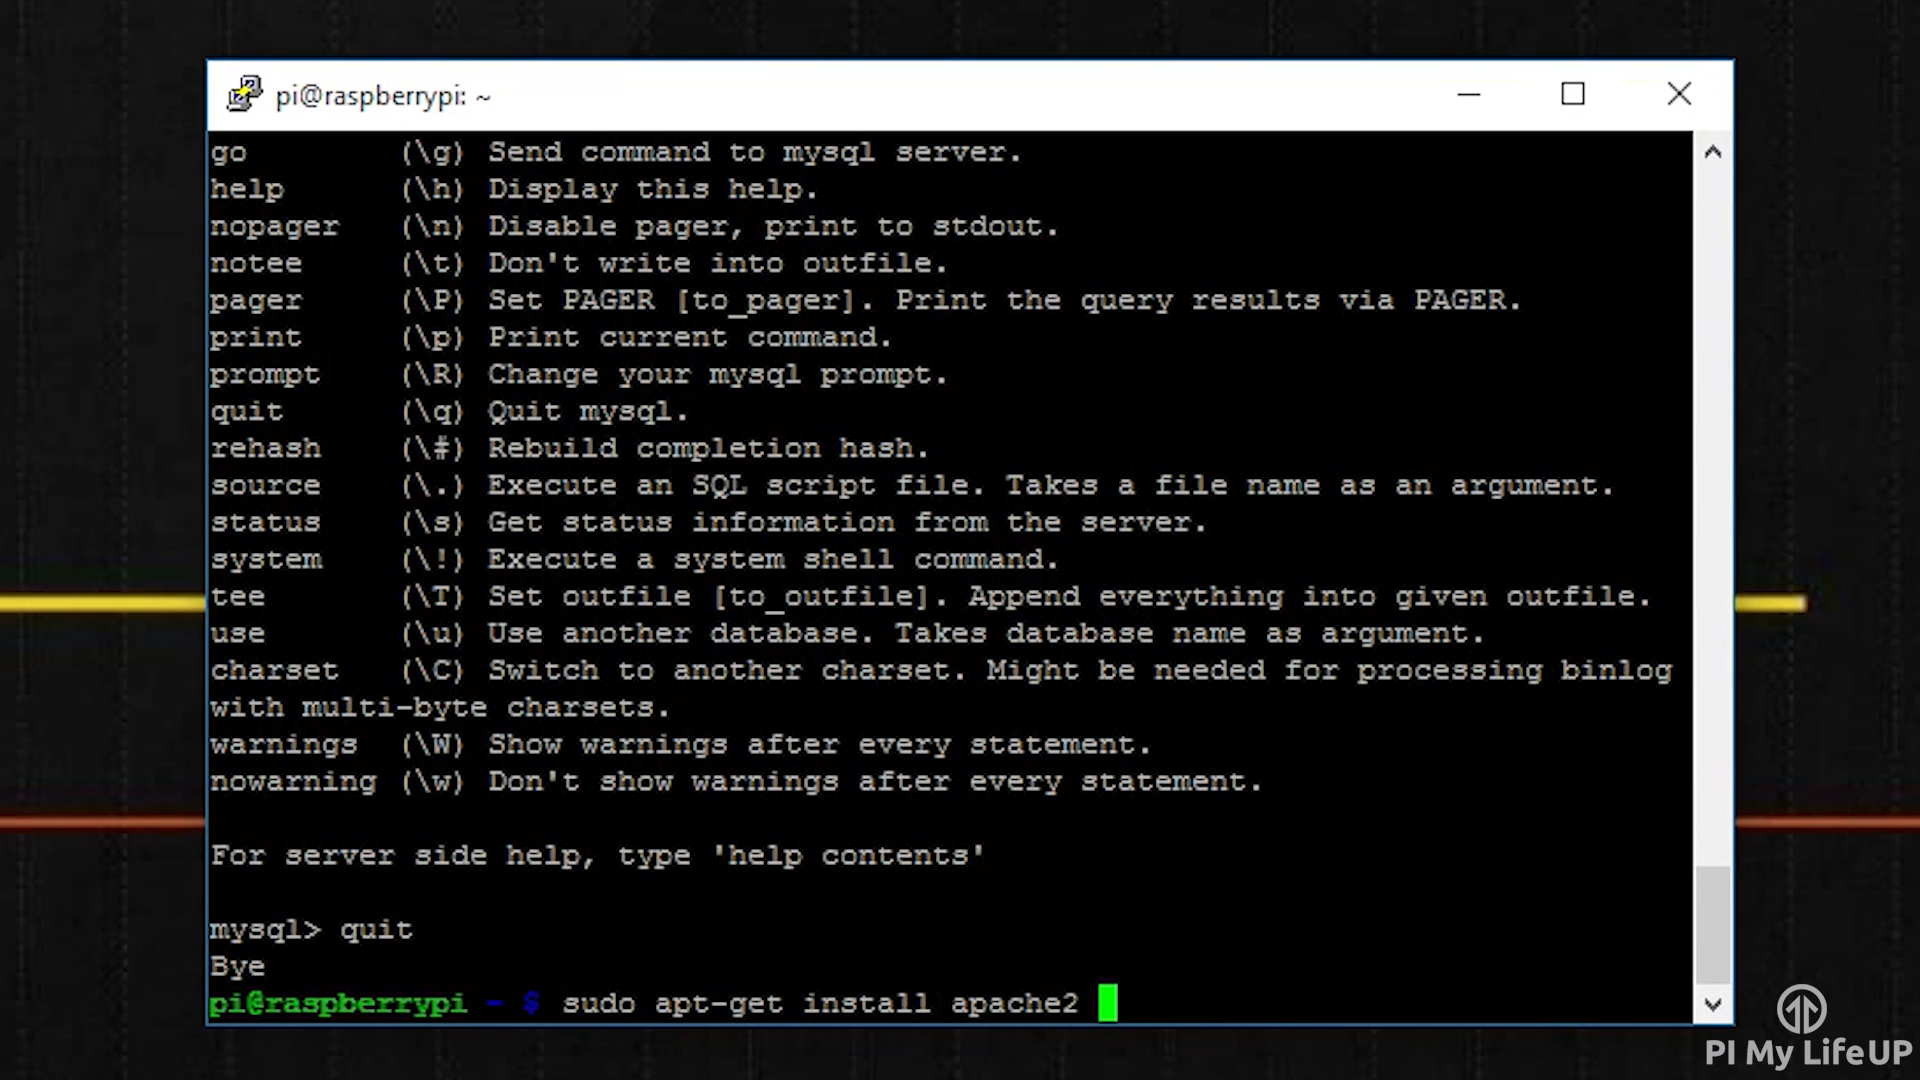 pi@raspberrypi: ~
go (\g) Send command to mysql server.
help (\h) Display this help.
nopager (\n) Disable pager, print to stdout.
notee (\t) Don't write into outfile.
pager (\P) Set PAGER [to_pager]. Print the query results via PAGER.
print (\p) Print current command.
prompt (\R) Change your mysql prompt.
quit (\q) Quit mysql.
rehash (\#) Rebuild completion hash.
source (\.) Execute an SQL script file. Takes a file name as an argument.
status (\s) Get status information from the server.
system (\!) Execute a system shell command.
tee (\T) Set outfile [to_outfile]. Append everything into given outfile.
use (\u) Use another database. Takes database name as argument.
charset (\C) Switch to another charset. Might be needed for processing binlog
with multi-byte charsets.
warnings (\W) Show warnings after every statement.
nowarning (\w) Don't show warnings after every statement.
For server side help, type 'help contents'
mysql> quit
Bye
pi@raspberrypi ~ $ sudo apt-get install apache2
PI My LifeUP